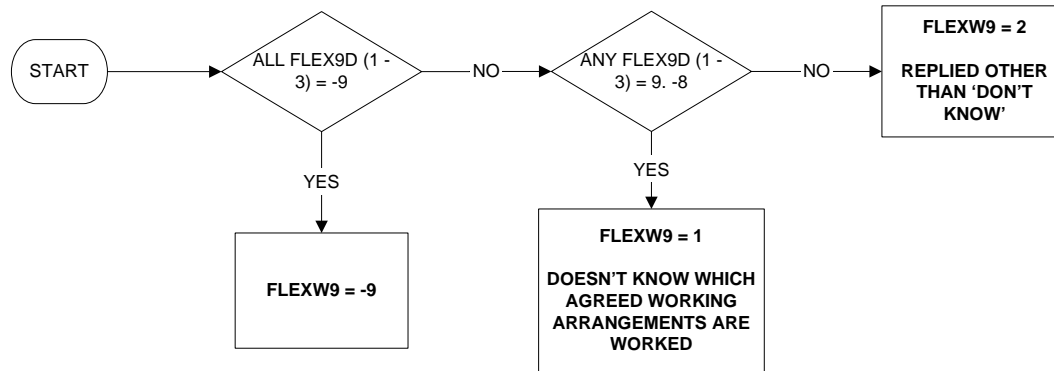 START
ALL FLEX9D (1 -
3) = -9
NO
ANY FLEX9D (1 -
3) = 9. -8
NO
FLEXW9 = 2
REPLIED OTHER
THAN ‘DON’T
KNOW’
YES
YES
FLEXW9 = -9
FLEXW9 = 1
DOESN’T KNOW WHICH
AGREED WORKING
ARRANGEMENTS ARE
WORKED